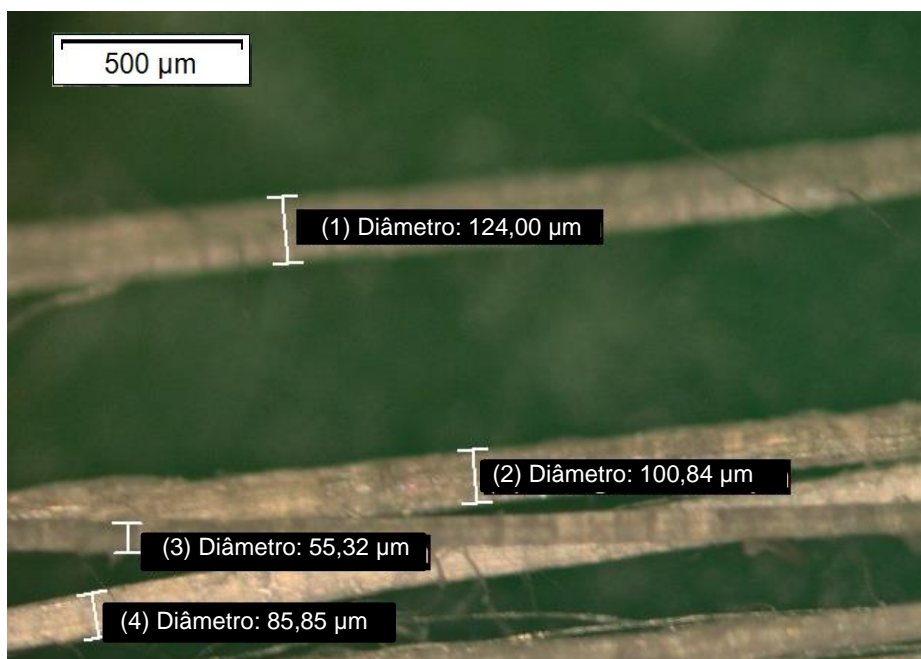 500 µm
(1) Diâmetro: 124,00 µm
(2) Diâmetro: 100,84 µm
(3) Diâmetro: 55,32 µm
(4) Diâmetro: 85,85 µm